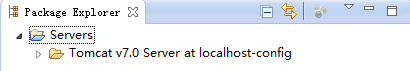 Package Explorer
Servers
Tomcat v7.0 Server at localhost-config